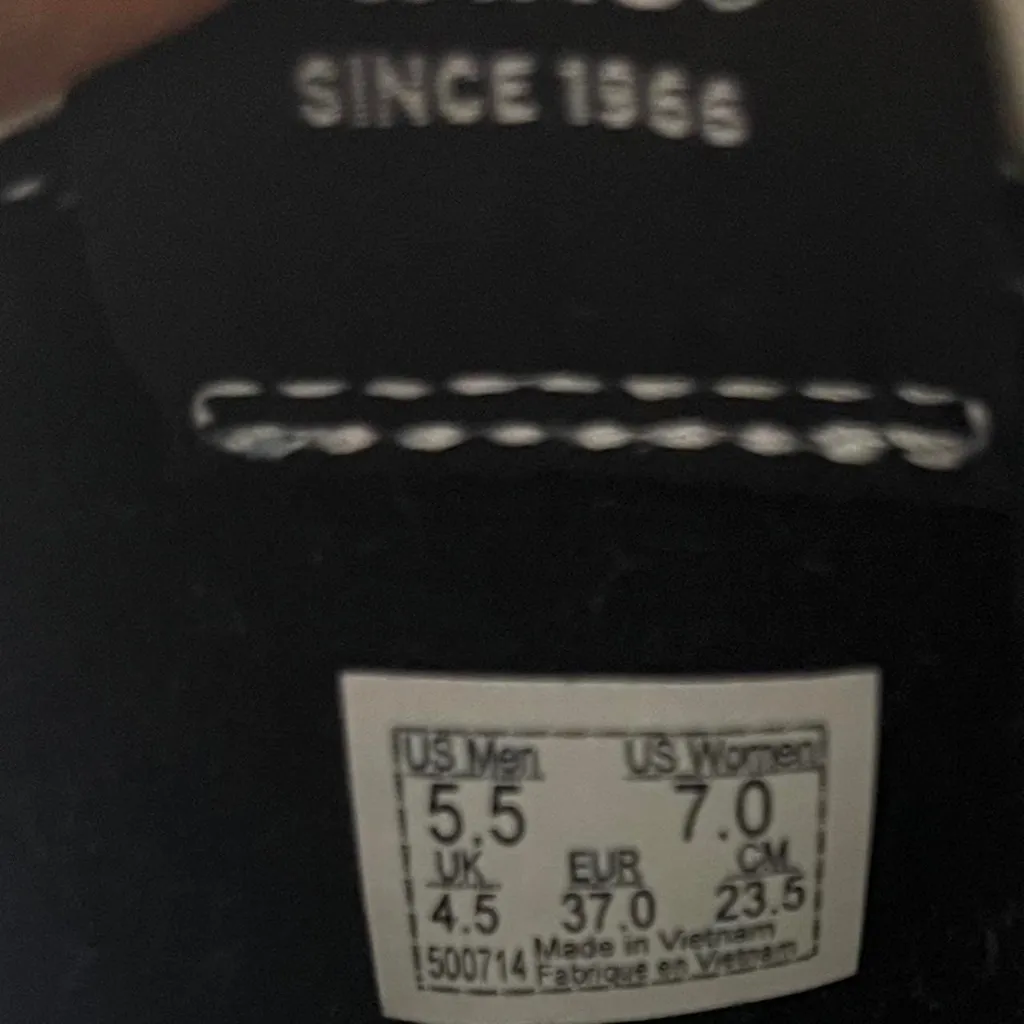 SINCE 1966
US Men US Women
5.5 7.0
UK EUR CM
4.5 37.0 23.5
500714 Made in Vietnam
Fabrique en Vietnam